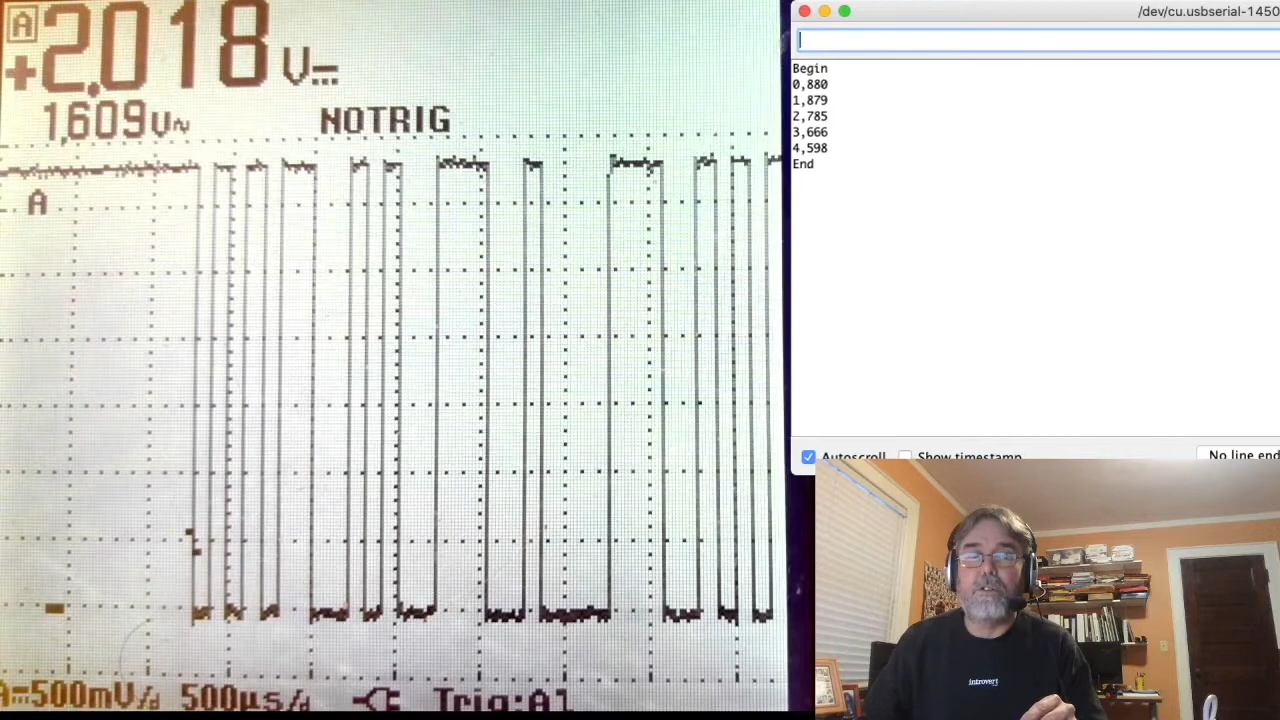 A
+2.018 V
1.609 V~
NOTRIG
A
A=500mV/d 500µs/d Trig:A1
/dev/cu.usbserial-1450
Begin
0,880
1,879
2,785
3,666
4,598
End
Autoscroll Show timestamp No line end
introvert